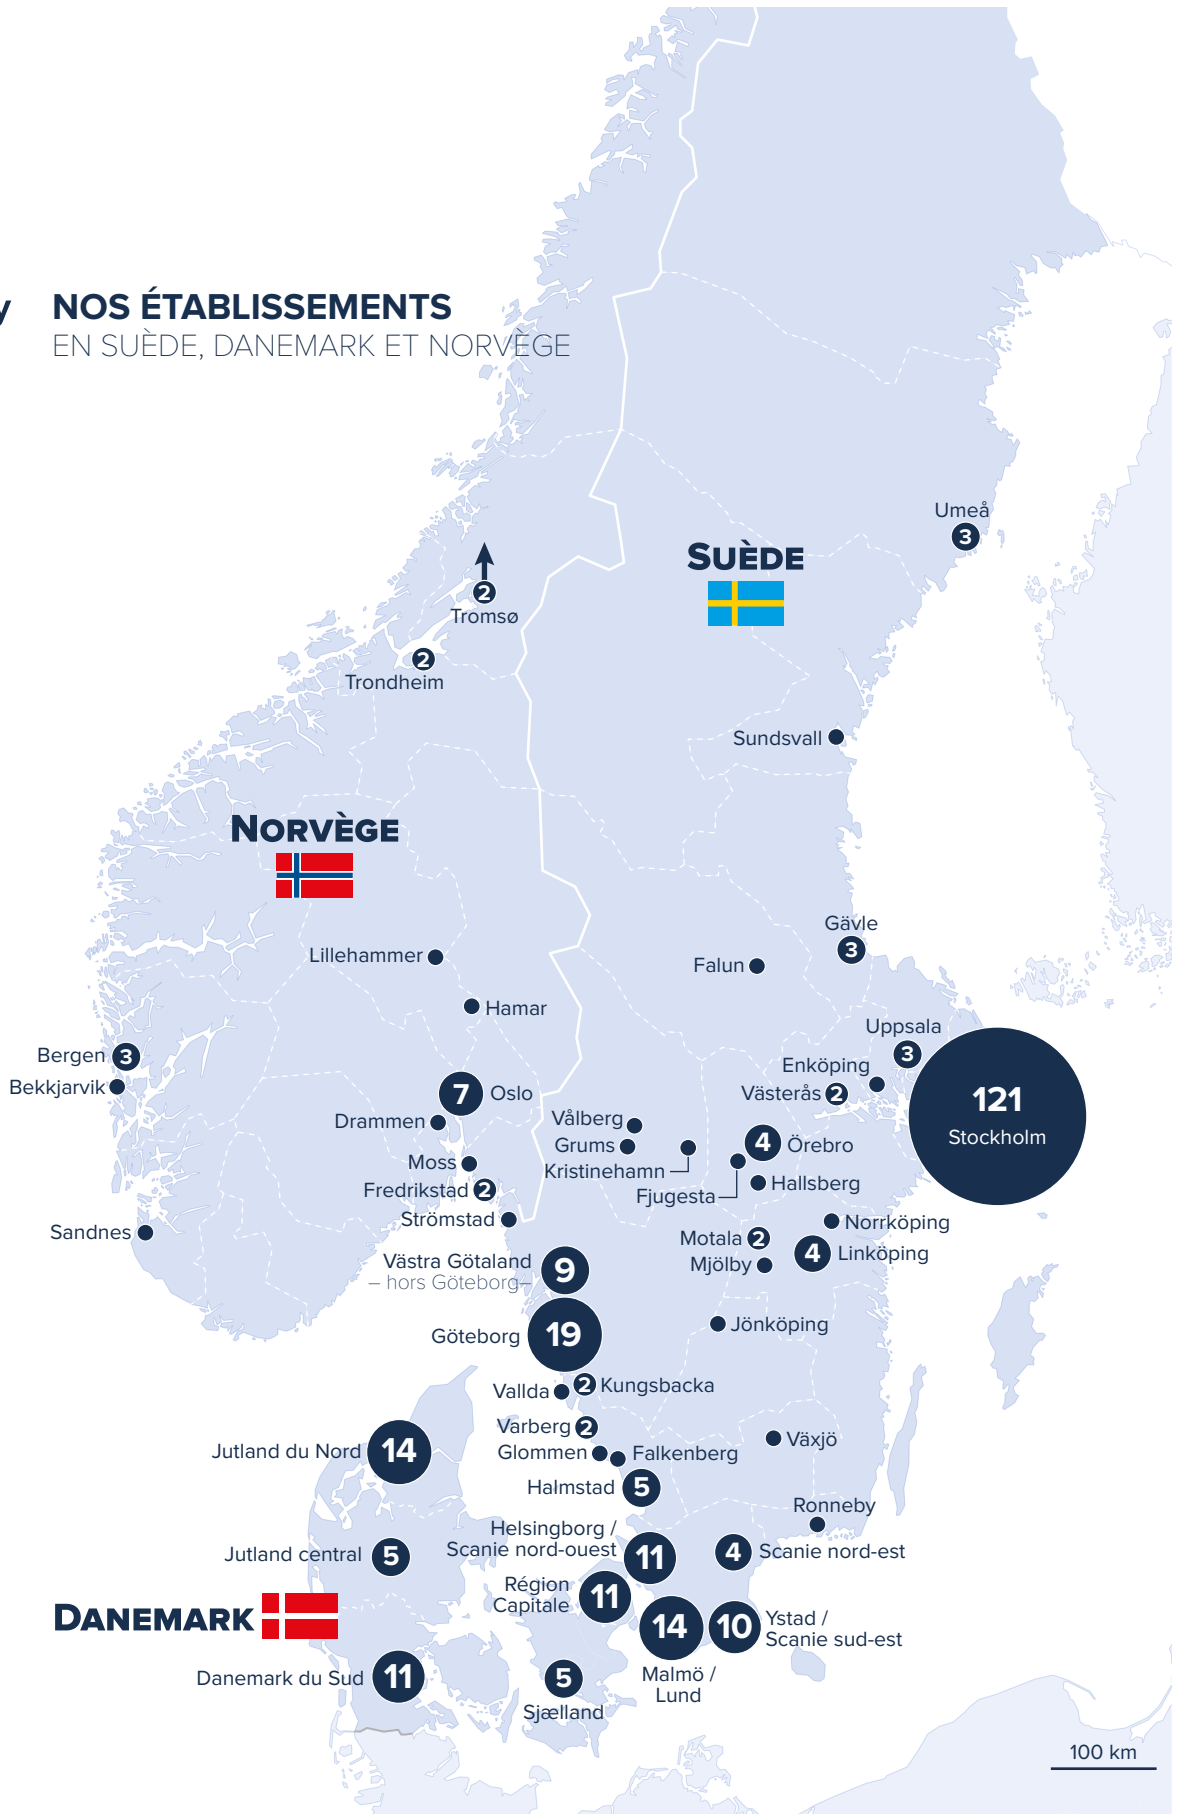 y
NOS ÉTABLISSEMENTS
EN SUÈDE, DANEMARK ET NORVÈGE
Umeå
3
SUÈDE
2
Tromsø
2
Trondheim
Sundsvall
NORVÈGE
Gävle
3
Lillehammer
Falun
Hamar
Uppsala
3
Bergen 3
Enköping
Bekkjarvik
7 Oslo
Västerås 2
121
Stockholm
Drammen
Vålberg
Grums
4 Örebro
Kristinehamn
Moss
Fjugesta
Hallsberg
Fredrikstad 2
Strömstad
Norrköping
Sandnes
Motala 2
4 Linköping
Mjölby
Västra Götaland
– hors Göteborg–
9
Göteborg 19
Jönköping
Vallda
2 Kungsbacka
Varberg 2
Jutland du Nord 14
Glommen
Falkenberg
Växjö
Halmstad 5
Ronneby
Helsingborg /
Scanie nord-ouest
11
4 Scanie nord-est
Jutland central 5
Région
Capitale
11
DANEMARK
14
10
Ystad /
Scanie sud-est
Malmö /
Lund
Danemark du Sud 11
5
Sjælland
100 km